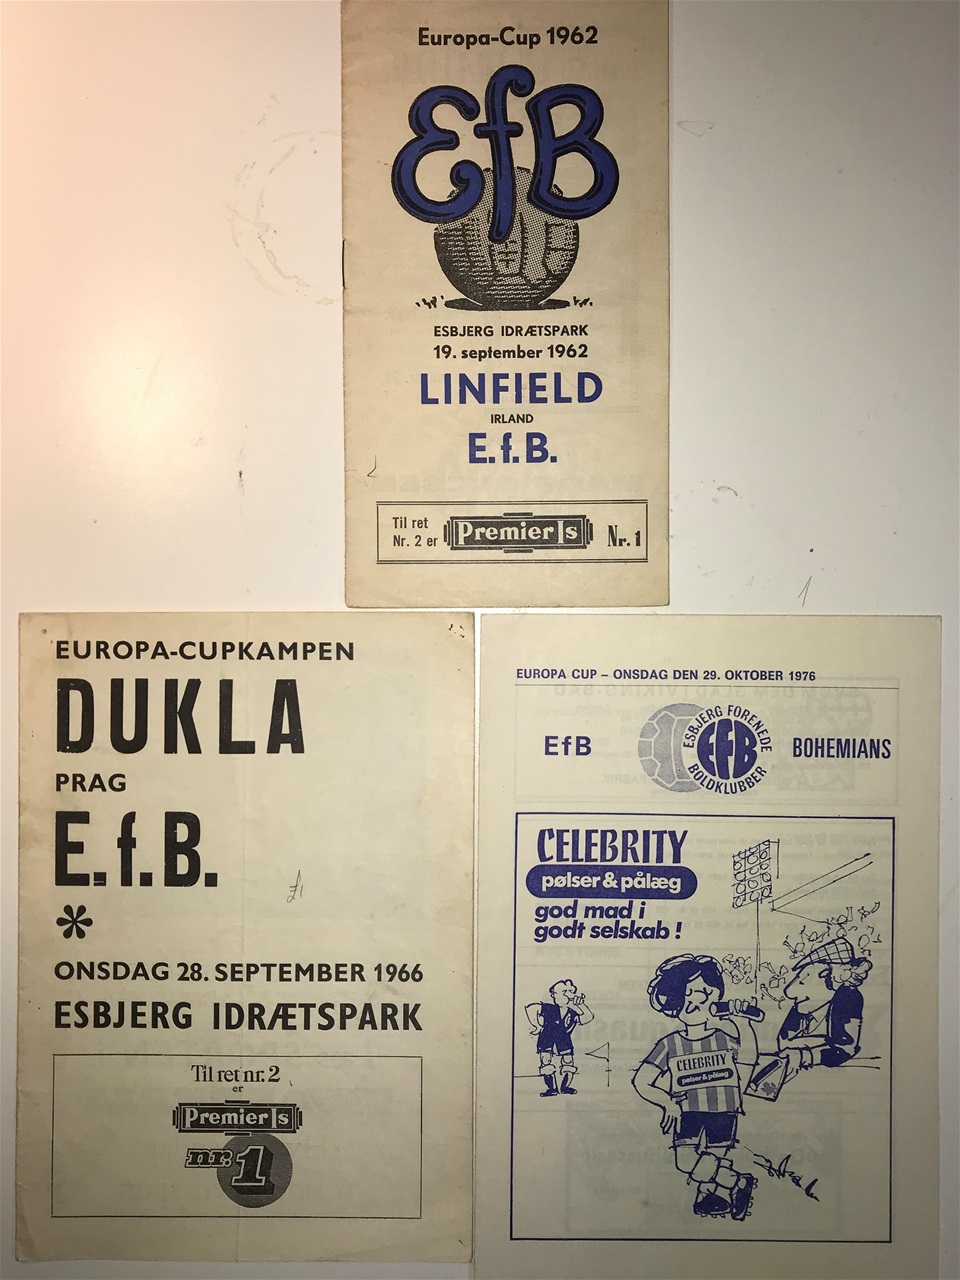 Europa-Cup 1962
EfB
ESBJERG IDRÆTSPARK
19. september 1962
LINFIELD
IRLAND
E.f.B.
Til ret
Nr. 2 er
Premier Is
Nr. 1
EUROPA-CUPKAMPEN
DUKLA
PRAG
E.f.B.
*
ONSDAG 28. SEPTEMBER 1966
ESBJERG IDRÆTSPARK
Til ret nr. 2
er
Premier Is
nr. 1
£1
EUROPA CUP – ONSDAG DEN 29. OKTOBER 1976
EfB
ESBJERG FORENEDE
EFB
BOLDKLUBBER
BOHEMIANS
CELEBRITY
pølser & pålæg
god mad i
godt selskab !
CELEBRITY
pølser & pålæg